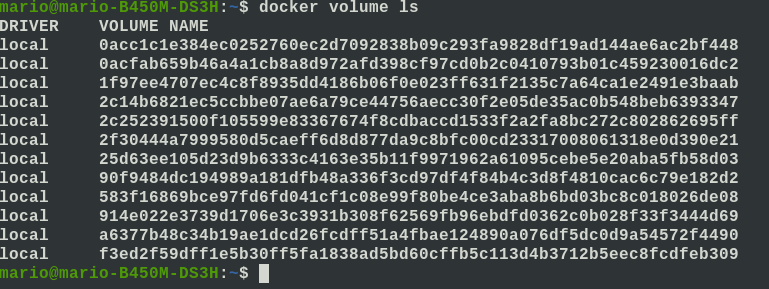 mario@mario-B450M-DS3H:~$ docker volume ls
DRIVER    VOLUME NAME
local     0acc1c1e384ec0252760ec2d7092838b09c293fa9828df19ad144ae6ac2bf448
local     0acfab659b46a4a1cb8a8d972afd398cf97cd0b2c0410793b01c459230016dc2
local     1f97ee4707ec4c8f8935dd4186b06f0e023ff631f2135c7a64ca1e2491e3baab
local     2c14b6821ec5ccbbe07ae6a79ce44756aecc30f2e05de35ac0b548beb6393347
local     2c252391500f105599e83367674f8cdbaccd1533f2a2fa8bc272c802862695ff
local     2f30444a7999580d5caeff6d8d877da9c8bfc00cd23317008061318e0d390e21
local     25d63ee105d23d9b6333c4163e35b11f9971962a61095cebe5e20aba5fb58d03
local     90f9484dc194989a181dfb48a336f3cd97df4f84b4c3d8f4810cac6c79e182d2
local     583f16869bce97fd6fd041cf1c08e99f80be4ce3aba8b6bd03bc8c018026de08
local     914e022e3739d1706e3c3931b308f62569fb96ebdfd0362c0b028f33f3444d69
local     a6377b48c34b19ae1dcd26fcdff51a4fbae124890a076df5dc0d9a54572f4490
local     f3ed2f59dff1e5b30ff5fa1838ad5bd60cffb5c113d4b3712b5eec8fcdfeb309
mario@mario-B450M-DS3H:~$